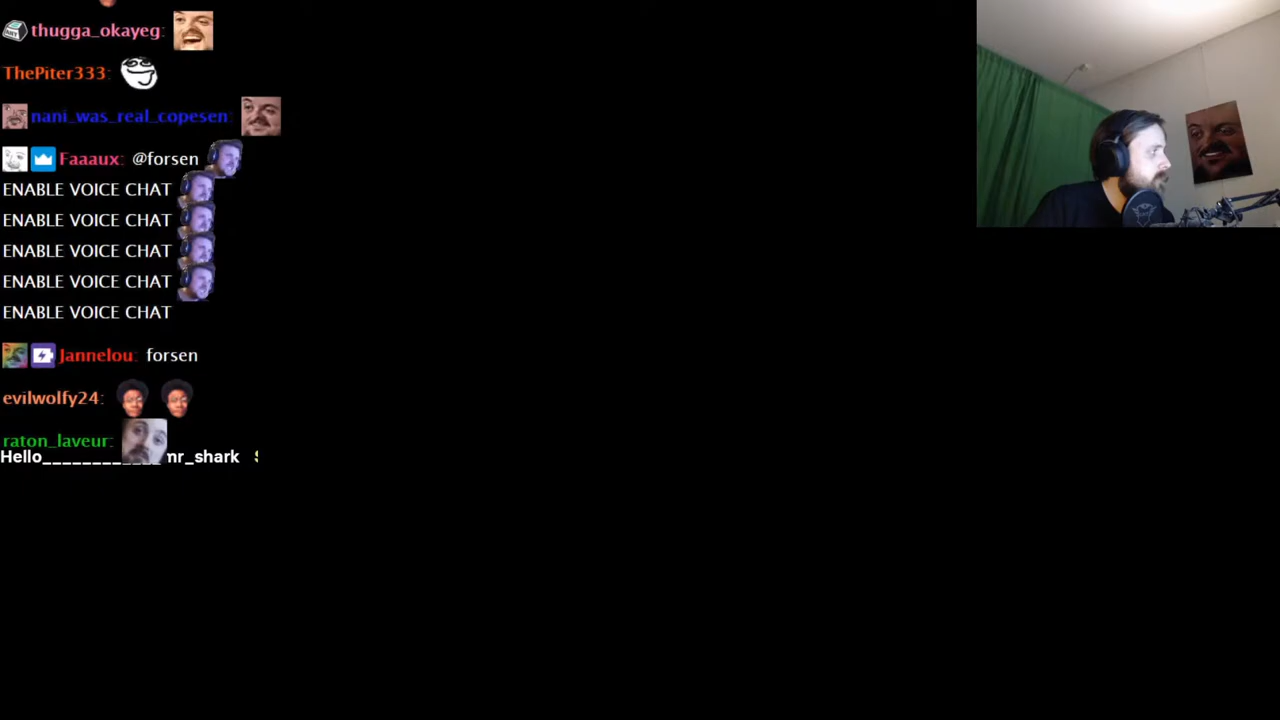 thugga_okayeg:
ThePiter333:
nani_was_real_copesen:
Faaaux: @forsen
ENABLE VOICE CHAT
ENABLE VOICE CHAT
ENABLE VOICE CHAT
ENABLE VOICE CHAT
ENABLE VOICE CHAT
Jannelou: forsen
evilwolfy24:
raton_laveur:
Hello____________mr_shark